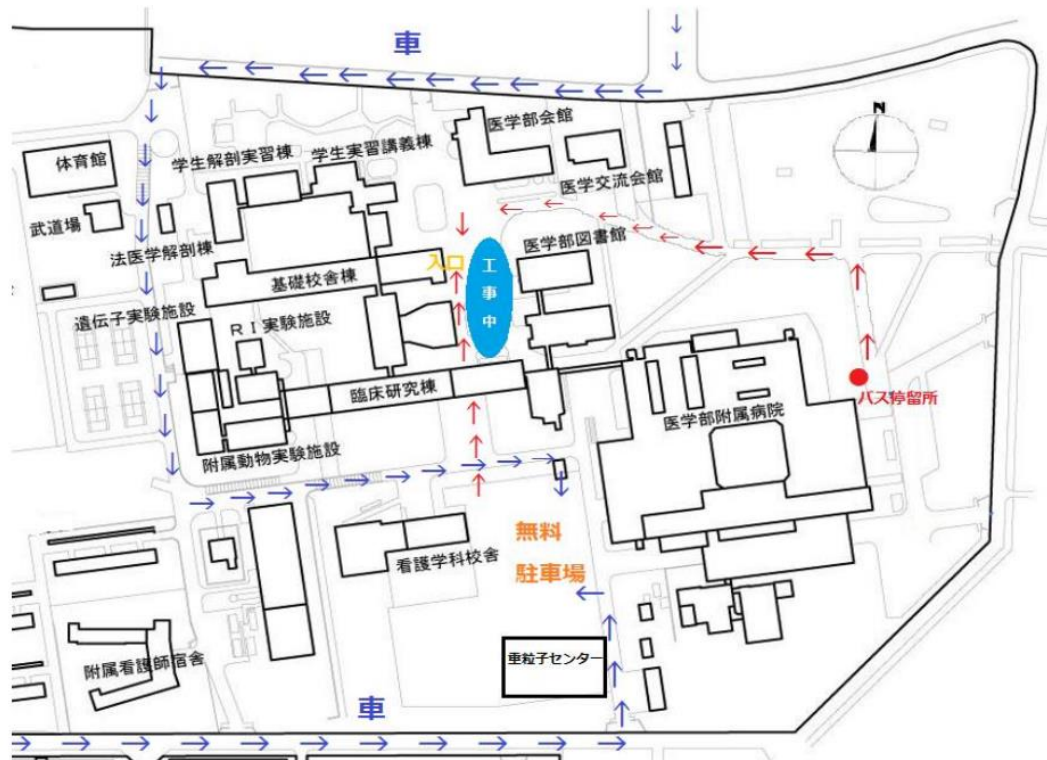 車
N
医学部会館
体育館
学生解剖実習棟
学生実習講義棟
医学交流会館
武道場
法医学解剖棟
医学部図書館
入口
工
事
中
基礎校舎棟
遺伝子実験施設
RI実験施設
臨床研究棟
バス停留所
医学部附属病院
附属動物実験施設
無料
駐車場
看護学科校舎
重粒子センター
附属看護師宿舎
車